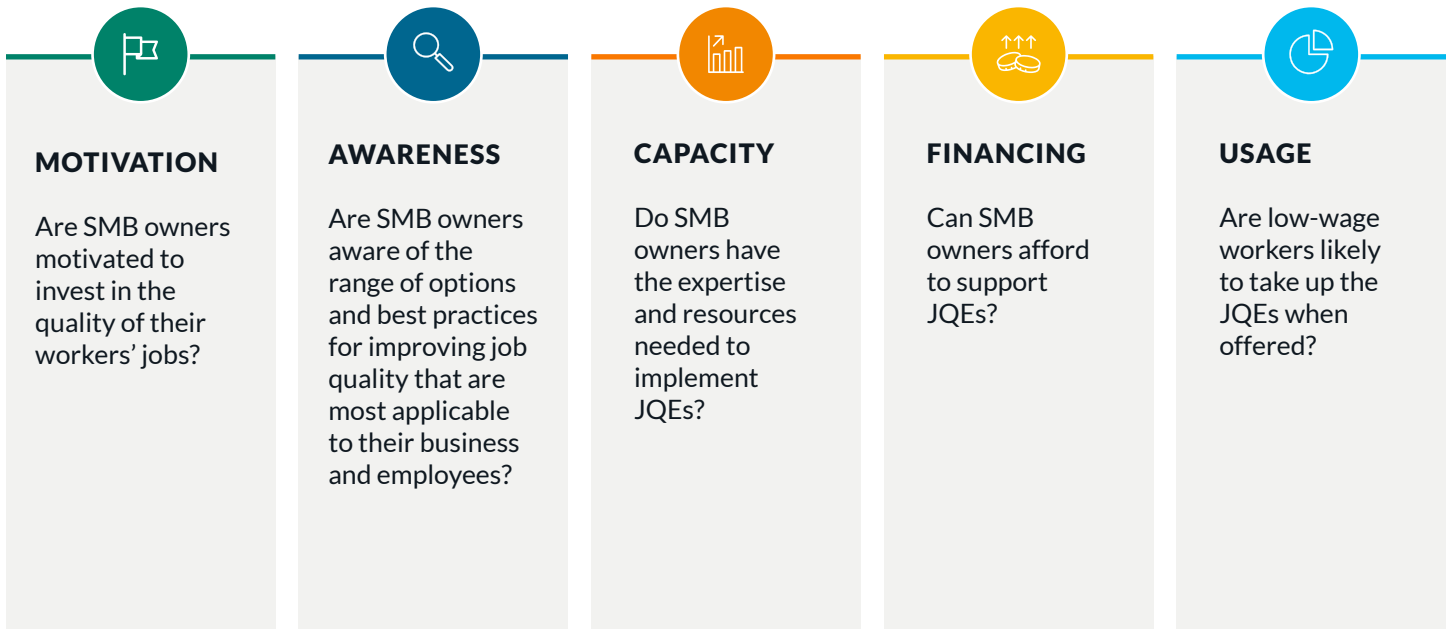 MOTIVATION
Are SMB owners
motivated to
invest in the
quality of their
workers’ jobs?
AWARENESS
Are SMB owners
aware of the
range of options
and best practices
for improving job
quality that are
most applicable
to their business
and employees?
CAPACITY
Do SMB
owners have
the expertise
and resources
needed to
implement
JQEs?
FINANCING
Can SMB
owners afford
to support
JQEs?
USAGE
Are low-wage
workers likely
to take up the
JQEs when
offered?